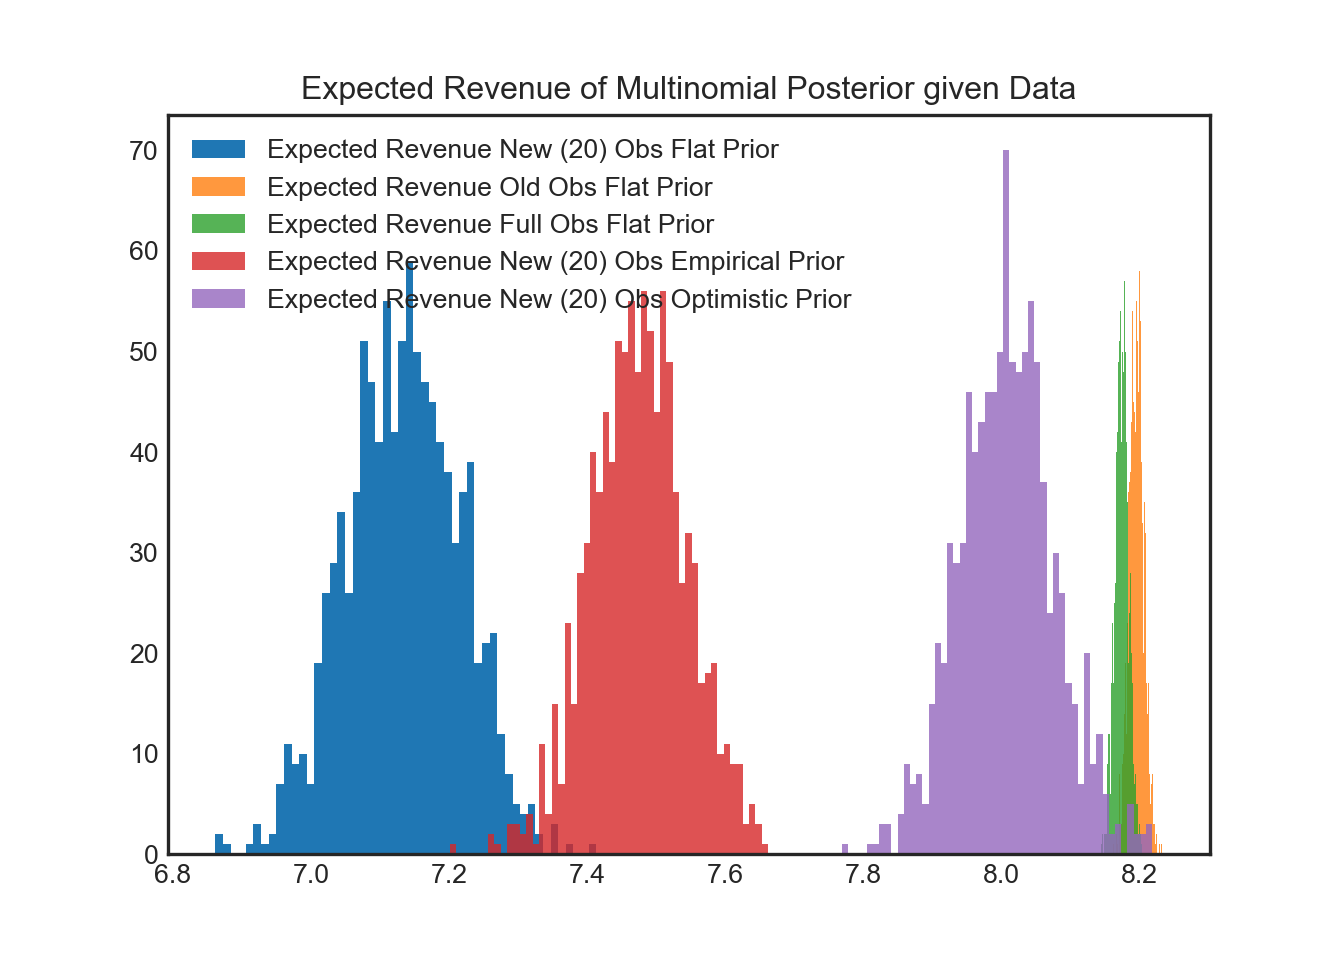 Expected Revenue of Multinomial Posterior given Data
Expected Revenue New (20) Obs Flat Prior
Expected Revenue Old Obs Flat Prior
Expected Revenue Full Obs Flat Prior
Expected Revenue New (20) Obs Empirical Prior
Expected Revenue New (20) Obs Optimistic Prior
70
60
50
40
30
20
10
0
6.8 7.0 7.2 7.4 7.6 7.8 8.0 8.2